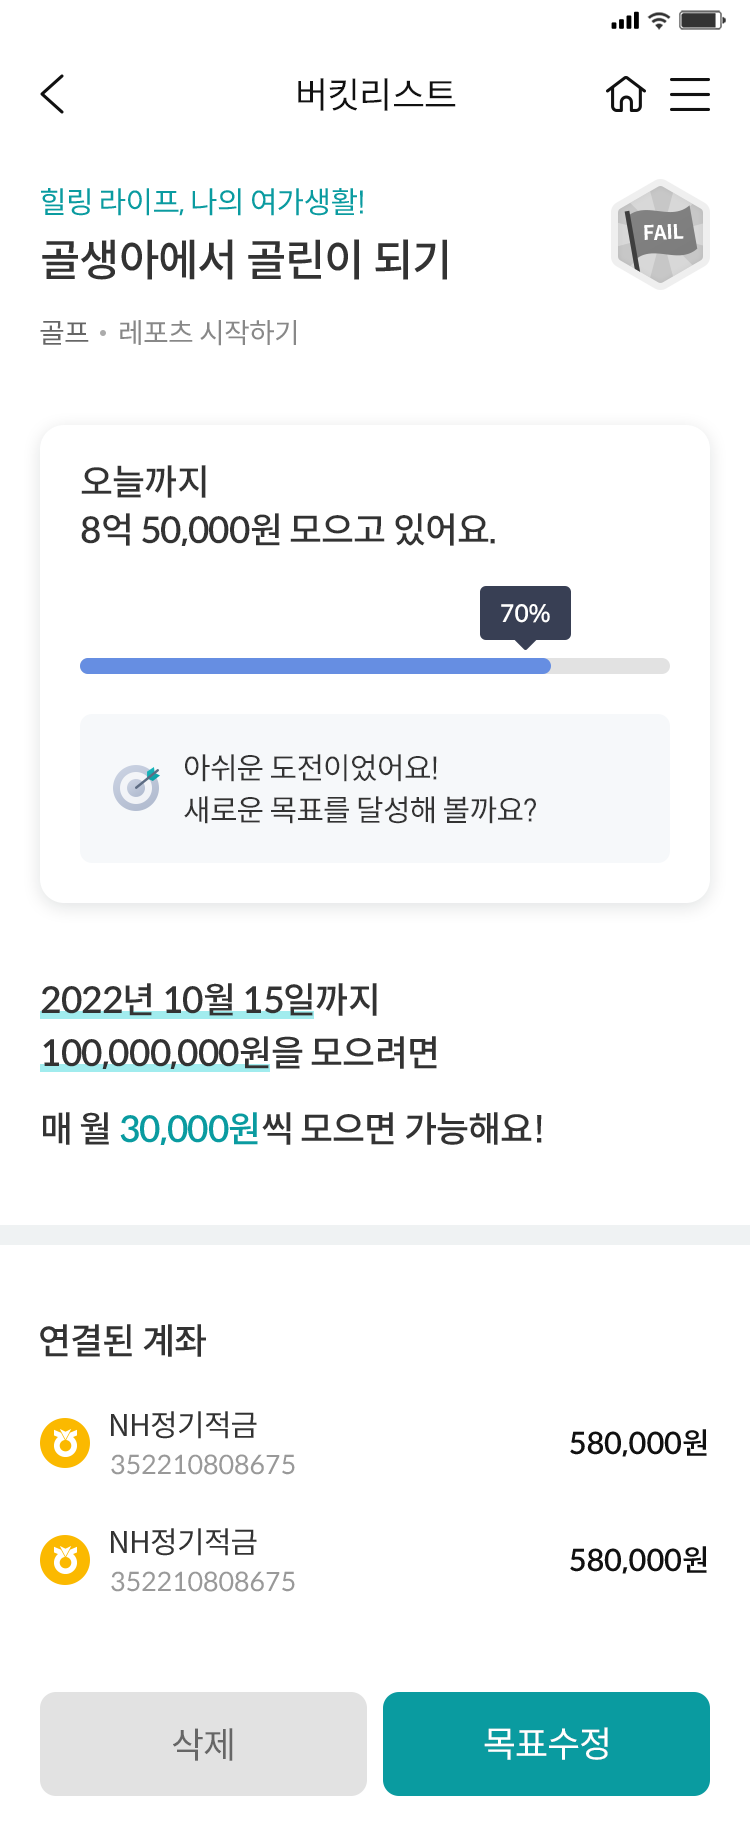 버킷리스트
힐링 라이프, 나의 여가생활!
골생아에서 골린이 되기
FAIL
골프 • 레포츠 시작하기
오늘까지
8억 50,000원 모으고 있어요.
70%
아쉬운 도전이었어요!
새로운 목표를 달성해 볼까요?
2022년 10월 15일까지
100,000,000원을 모으려면
매 월 30,000원씩 모으면 가능해요!
연결된 계좌
NH정기적금
352210808675
580,000원
NH정기적금
352210808675
580,000원
삭제
목표수정